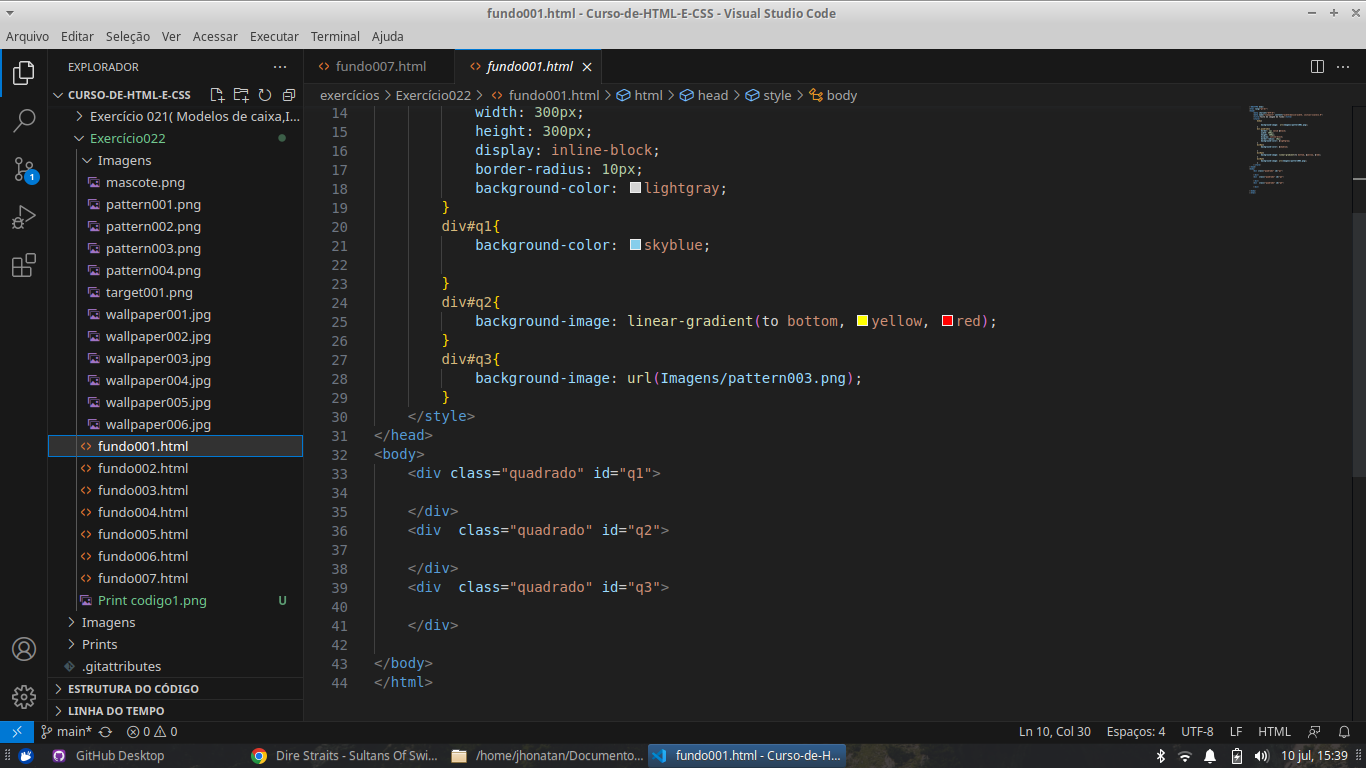 fundo001.html - Curso-de-HTML-E-CSS - Visual Studio Code
Arquivo Editar Seleção Ver Acessar Executar Terminal Ajuda
EXPLORADOR
CURSO-DE-HTML-E-CSS
Exercício 021( Modelos de caixa,I...
Exercício022
Imagens
mascote.png
pattern001.png
pattern002.png
pattern003.png
pattern004.png
target001.png
wallpaper001.jpg
wallpaper002.jpg
wallpaper003.jpg
wallpaper004.jpg
wallpaper005.jpg
wallpaper006.jpg
fundo001.html
fundo002.html
fundo003.html
fundo004.html
fundo005.html
fundo006.html
fundo007.html
Print codigo1.png U
Imagens
Prints
.gitattributes
ESTRUTURA DO CÓDIGO
LINHA DO TEMPO
1
fundo007.html fundo001.html
exercícios > Exercício022 > fundo001.html > html > head > style > body
14 width: 300px;
15 height: 300px;
16 display: inline-block;
17 border-radius: 10px;
18 background-color: lightgray;
19 }
20 div#q1{
21 background-color: skyblue;
22
23 }
24 div#q2{
25 background-image: linear-gradient(to bottom, yellow, red);
26 }
27 div#q3{
28 background-image: url(Imagens/pattern003.png);
29 }
30 </style>
31 </head>
32 <body>
33 <div class="quadrado" id="q1">
34
35 </div>
36 <div  class="quadrado" id="q2">
37
38 </div>
39 <div  class="quadrado" id="q3">
40
41 </div>
42
43 </body>
44 </html>
main* 0 0 Ln 10, Col 30 Espaços: 4 UTF-8 LF HTML
GitHub Desktop Dire Straits - Sultans Of Swi... /home/jhonatan/Documento... fundo001.html - Curso-de-H... 10 jul, 15:39